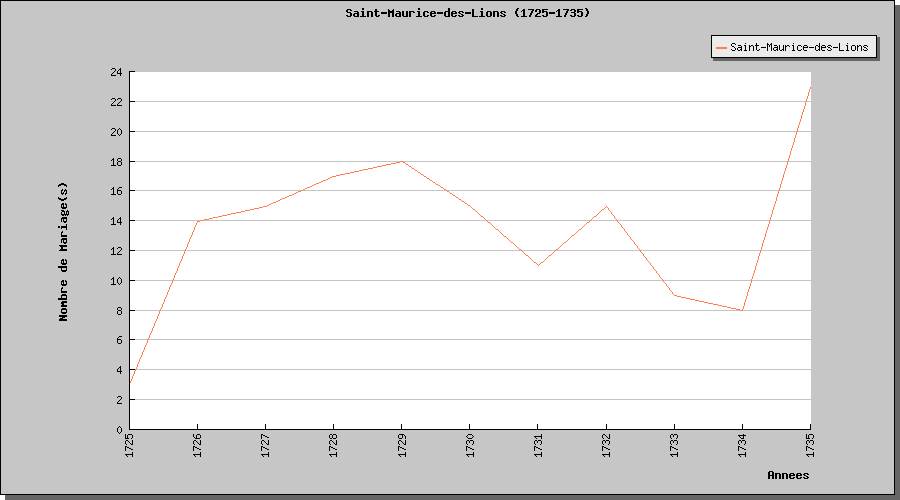 Saint-Maurice-des-Lions (1725-1735)
Saint-Maurice-des-Lions
24
22
20
18
16
14
12
10
8
6
4
2
0
Nombre de Mariage(s)
1725 1726 1727 1728 1729 1730 1731 1732 1733 1734 1735
Annees